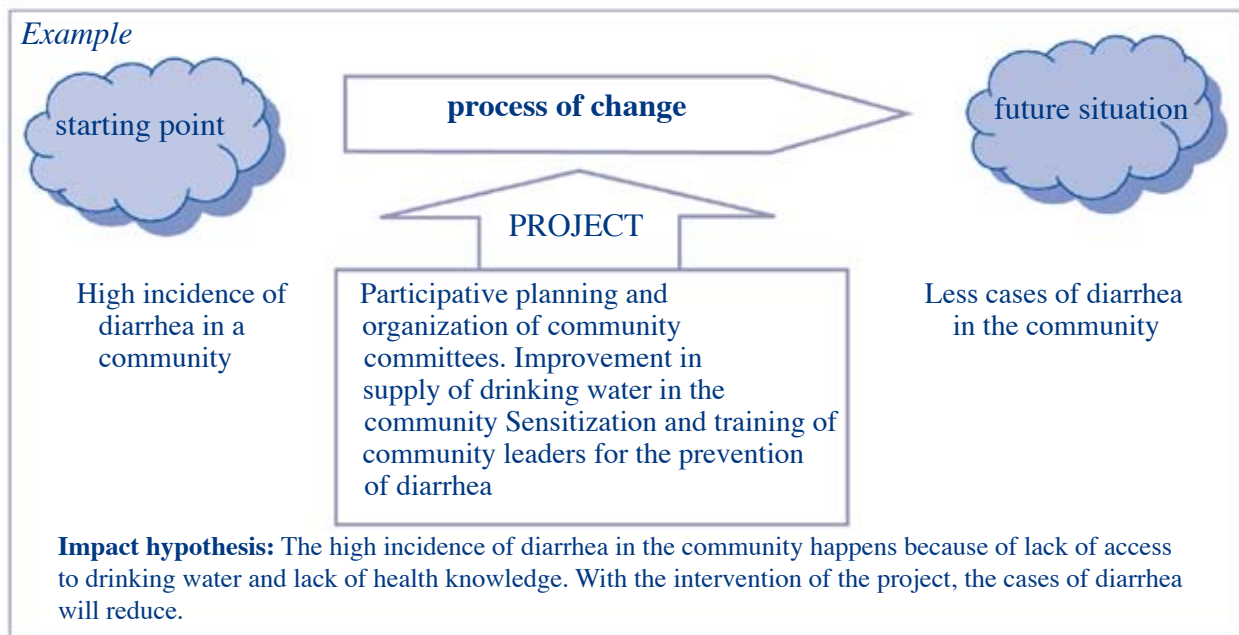 Example
starting point
process of change
future situation
PROJECT
High incidence of
diarrhea in a
community
Participative planning and
organization of community
committees. Improvement in
supply of drinking water in the
community Sensitization and training of
community leaders for the prevention
of diarrhea
Less cases of diarrhea
in the community
Impact hypothesis: The high incidence of diarrhea in the community happens because of lack of access
to drinking water and lack of health knowledge. With the intervention of the project, the cases of diarrhea
will reduce.